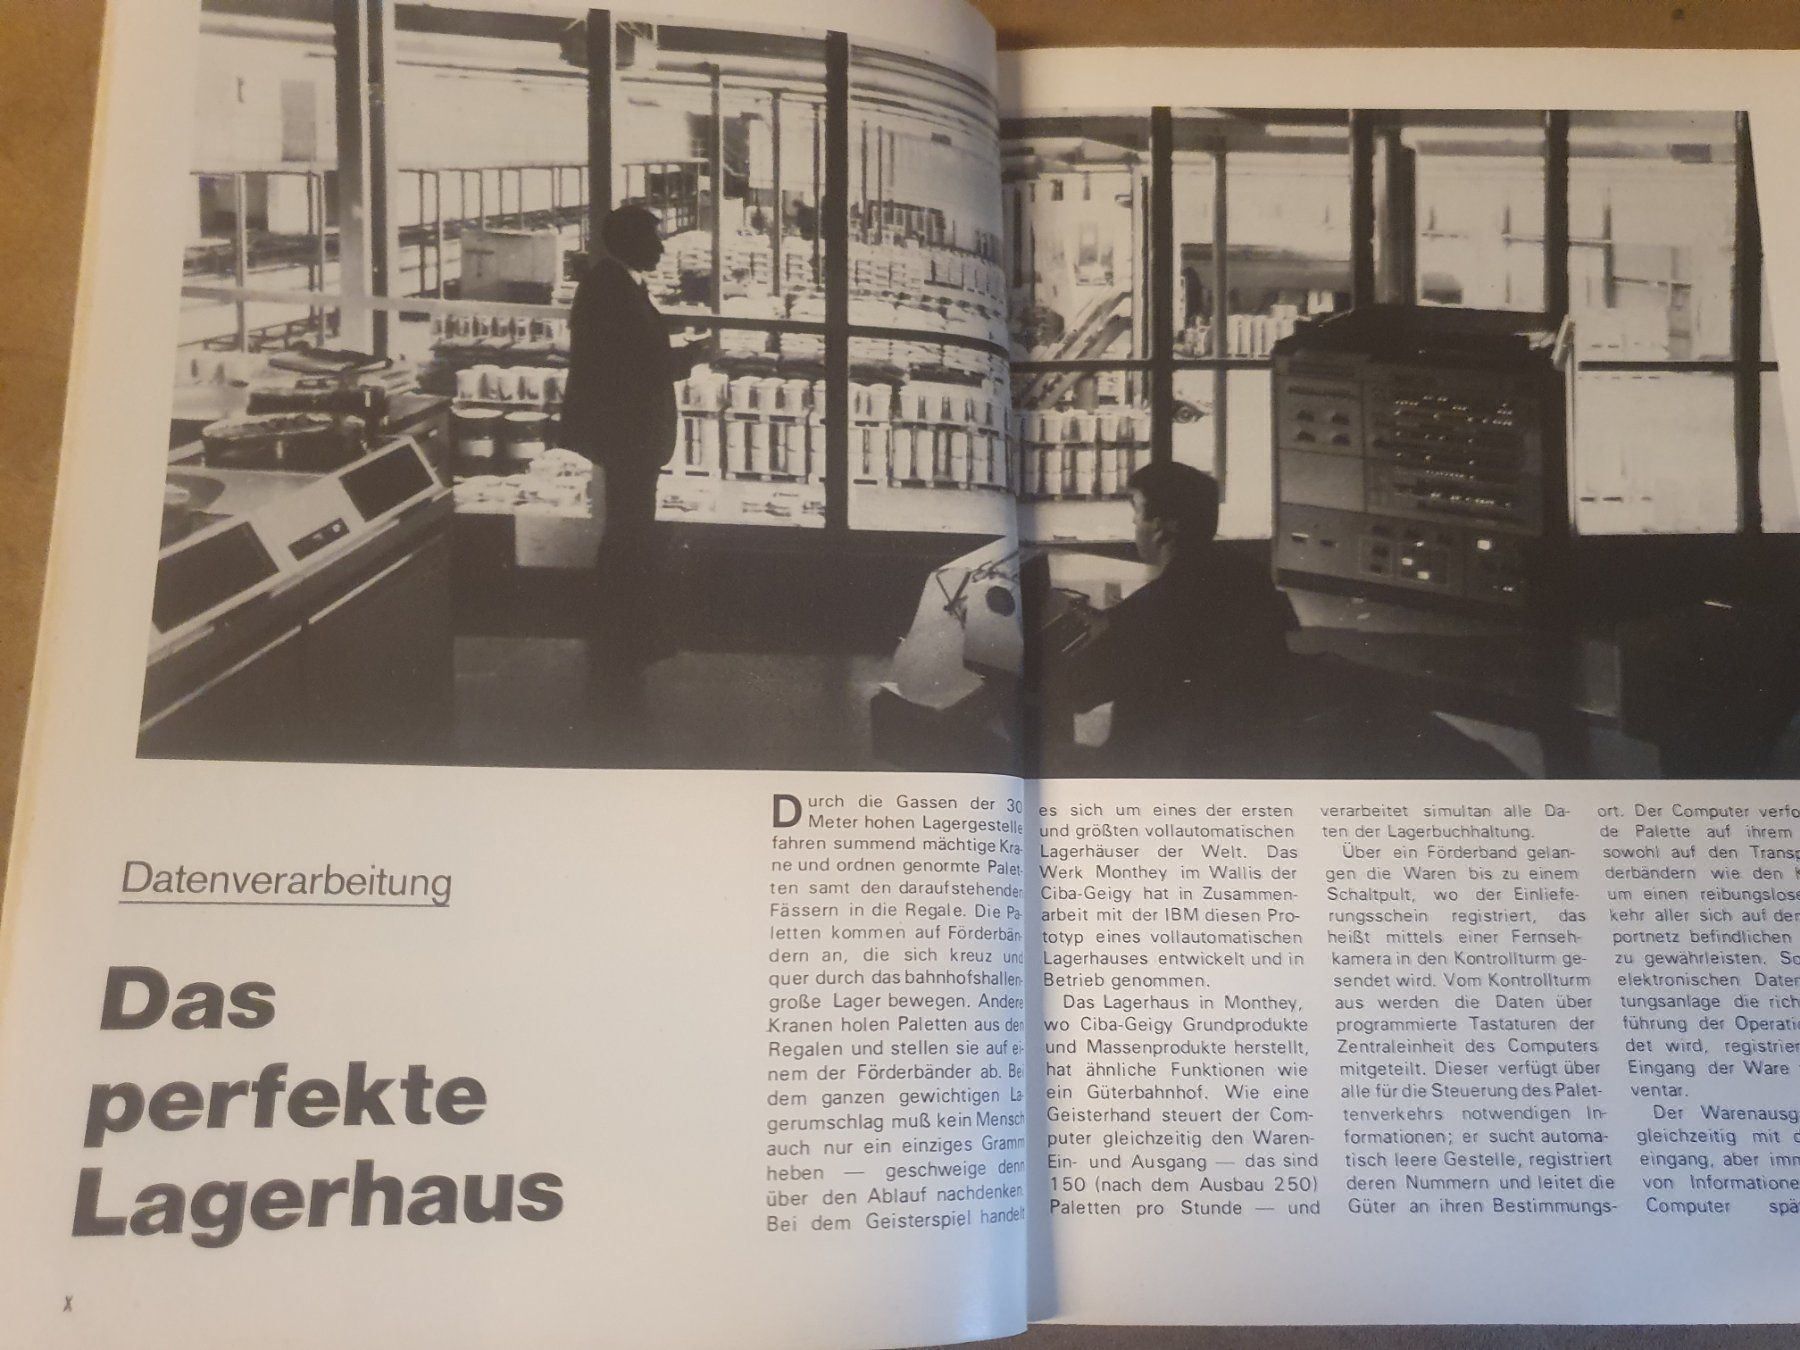 Datenverarbeitung
Das
perfekte
Lagerhaus
Durch die Gassen der 30
Meter hohen Lagergestelle
fahren summend mächtige Kra-
ne und ordnen genormte Palet-
ten samt den daraufstehenden
Fässern in die Regale. Die Pa-
letten kommen auf Förderbän-
dern an, die sich kreuz und
quer durch das bahnhofshallen-
große Lager bewegen. Andere
Kranen holen Paletten aus den
Regalen und stellen sie auf ei-
nem der Förderbänder ab. Bei
dem ganzen gewichtigen La-
gerumschlag muß kein Mensch
auch nur ein einziges Gramm
heben — geschweige denn
über den Ablauf nachdenken.
Bei dem Geisterspiel handelt
es sich um eines der ersten
und größten vollautomatischen
Lagerhäuser der Welt. Das
Werk Monthey im Wallis der
Ciba-Geigy hat in Zusammen-
arbeit mit der IBM diesen Pro-
totyp eines vollautomatischen
Lagerhauses entwickelt und in
Betrieb genommen.
Das Lagerhaus in Monthey,
wo Ciba-Geigy Grundprodukte
und Massenprodukte herstellt,
hat ähnliche Funktionen wie
ein Güterbahnhof. Wie eine
Geisterhand steuert der Com-
puter gleichzeitig den Waren-
Ein- und Ausgang — das sind
150 (nach dem Ausbau 250)
Paletten pro Stunde — und
verarbeitet simultan alle Da-
ten der Lagerbuchhaltung.
Über ein Förderband gelan-
gen die Waren bis zu einem
Schaltpult, wo der Einliefe-
rungsschein registriert, das
heißt mittels einer Fernseh-
kamera in den Kontrollturm ge-
sendet wird. Vom Kontrollturm
aus werden die Daten über
programmierte Tastaturen der
Zentraleinheit des Computers
mitgeteilt. Dieser verfügt über
alle für die Steuerung des Palet-
tenverkehrs notwendigen In-
formationen; er sucht automa-
tisch leere Gestelle, registriert
deren Nummern und leitet die
Güter an ihren Bestimmungs-
ort. Der Computer verfo
de Palette auf ihrem
sowohl auf den Transp
derbändern wie den K
um einen reibungslose
kehr aller sich auf dem
portnetz befindlichen
zu gewährleisten. So
elektronischen Daten
tungsanlage die rich
führung der Operati
det wird, registrier
Eingang der Ware
ventar.
Der Warenausg
gleichzeitig mit d
eingang, aber imm
von Informatione
Computer spä
X